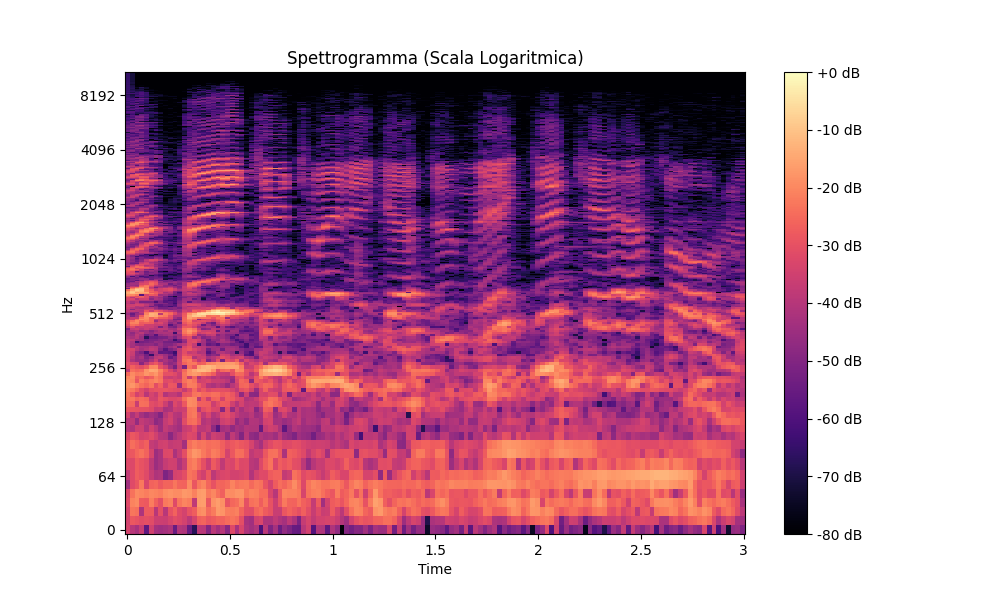 Spettrogramma (Scala Logaritmica)
Hz
8192
4096
2048
1024
512
256
128
64
0
0
0.5
1
1.5
2
2.5
3
Time
+0 dB
-10 dB
-20 dB
-30 dB
-40 dB
-50 dB
-60 dB
-70 dB
-80 dB